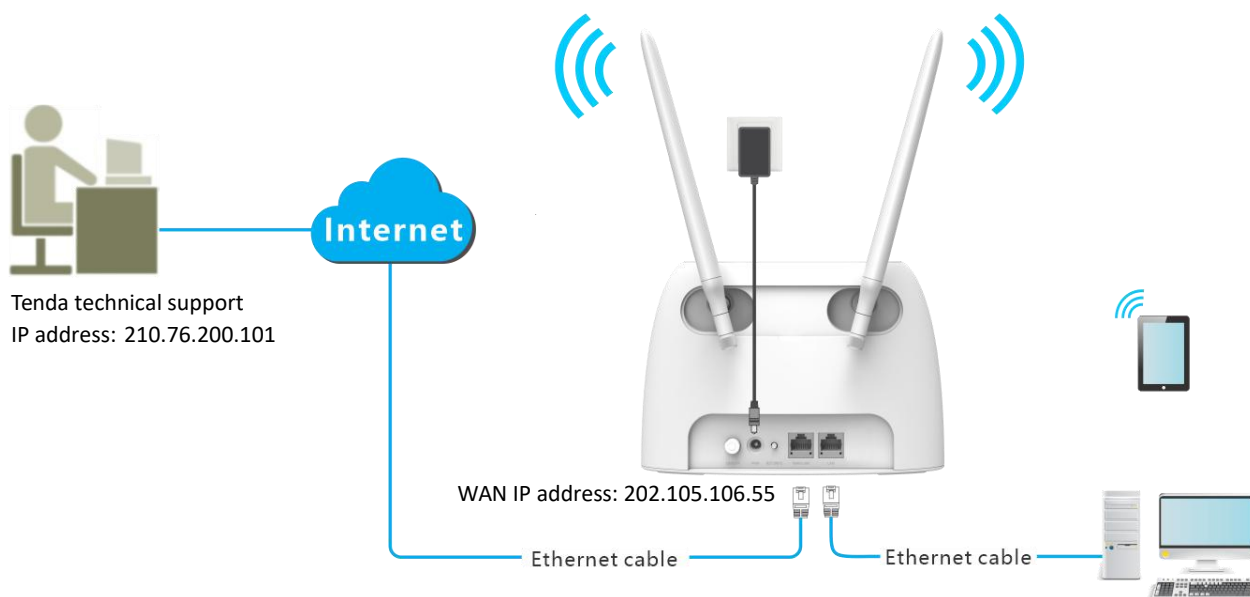 Internet
Tenda technical support
IP address: 210.76.200.101
WAN IP address: 202.105.106.55
Ethernet cable
Ethernet cable